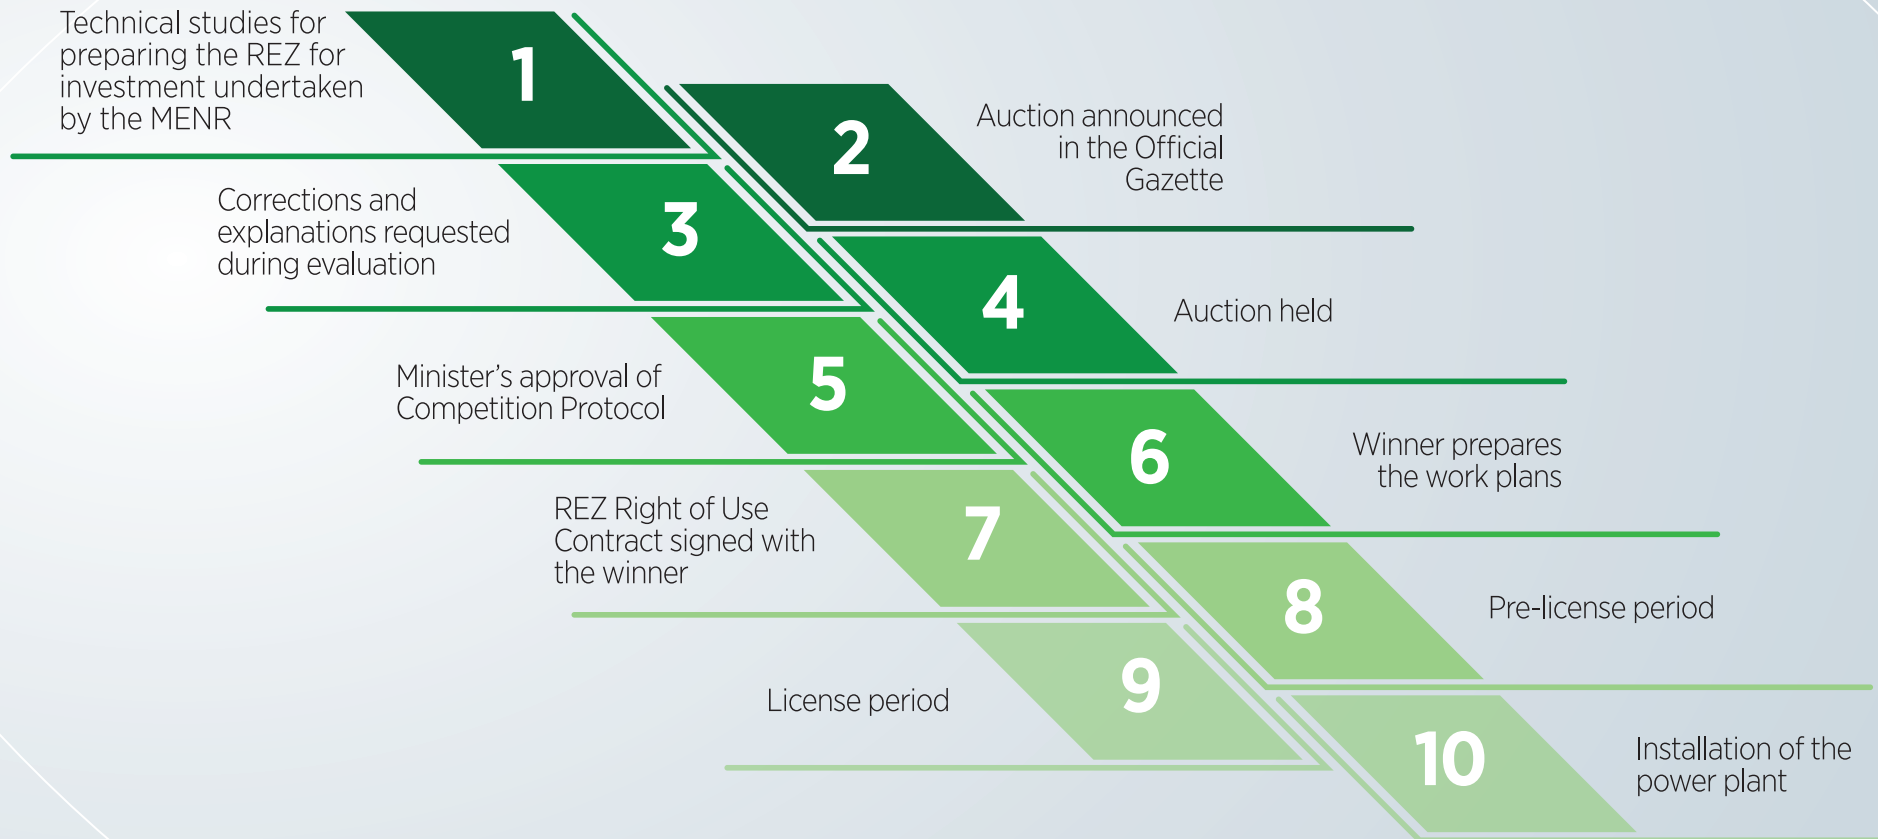 Technical studies for
preparing the REZ for
investment undertaken
by the MENR
1
2
Auction announced
in the Official
Gazette
Corrections and
explanations requested
during evaluation
3
4
Auction held
Minister’s approval of
Competition Protocol
5
6
Winner prepares
the work plans
REZ Right of Use
Contract signed with
the winner
7
8
Pre-license period
License period
9
10
Installation of the
power plant